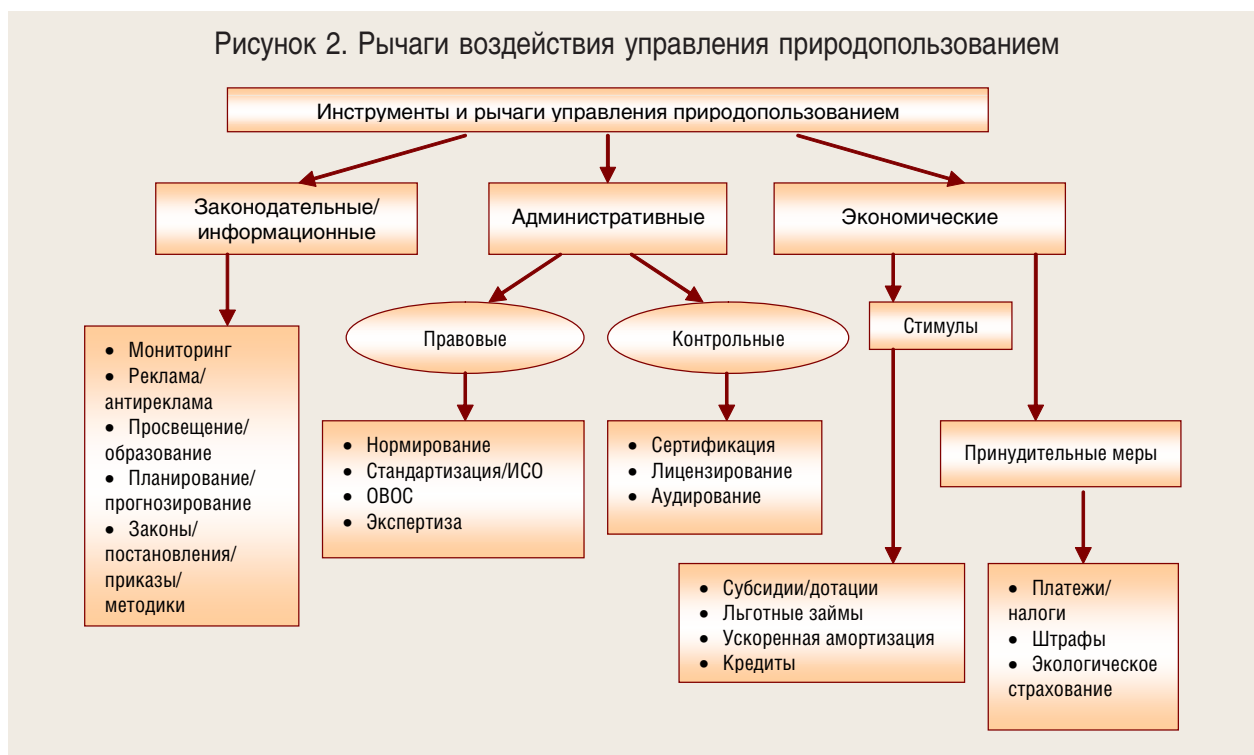 Рисунок 2. Рычаги воздействия управления природопользованием
Инструменты и рычаги управления природопользованием
Законодательные/
информационные
Административные
Экономические
Правовые
Контрольные
Стимулы
• Мониторинг
• Реклама/
антиреклама
• Просвещение/
образование
• Планирование/
прогнозирование
• Законы/
постановления/
приказы/
методики
• Нормирование
• Стандартизация/ИСО
• ОВОС
• Экспертиза
• Сертификация
• Лицензирование
• Аудирование
Принудительные меры
• Субсидии/дотации
• Льготные займы
• Ускоренная амортизация
• Кредиты
• Платежи/
налоги
• Штрафы
• Экологическое
страхование